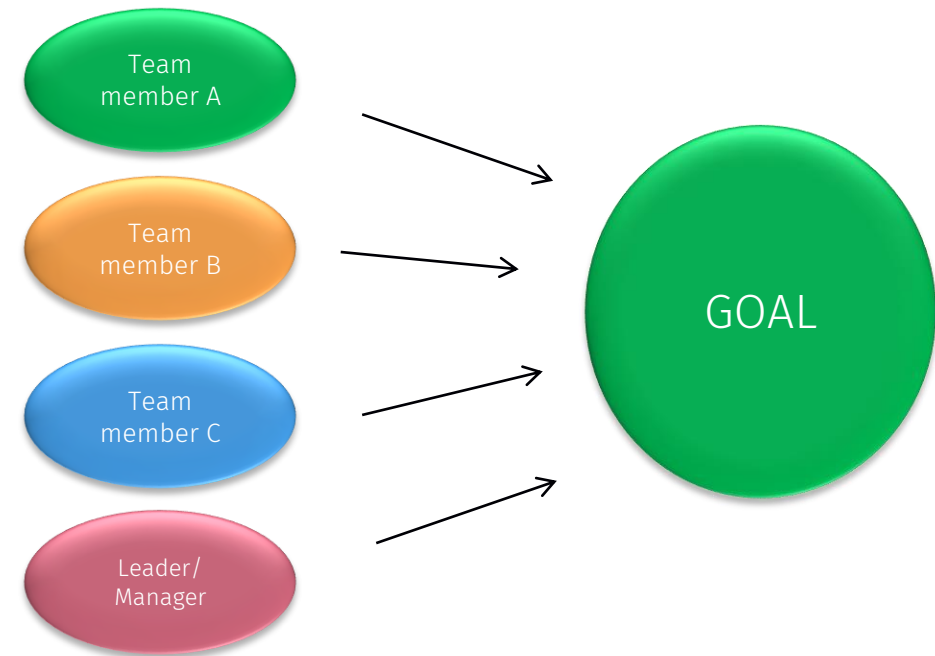 Team
member A
Team
member B
GOAL
Team
member C
Leader/
Manager